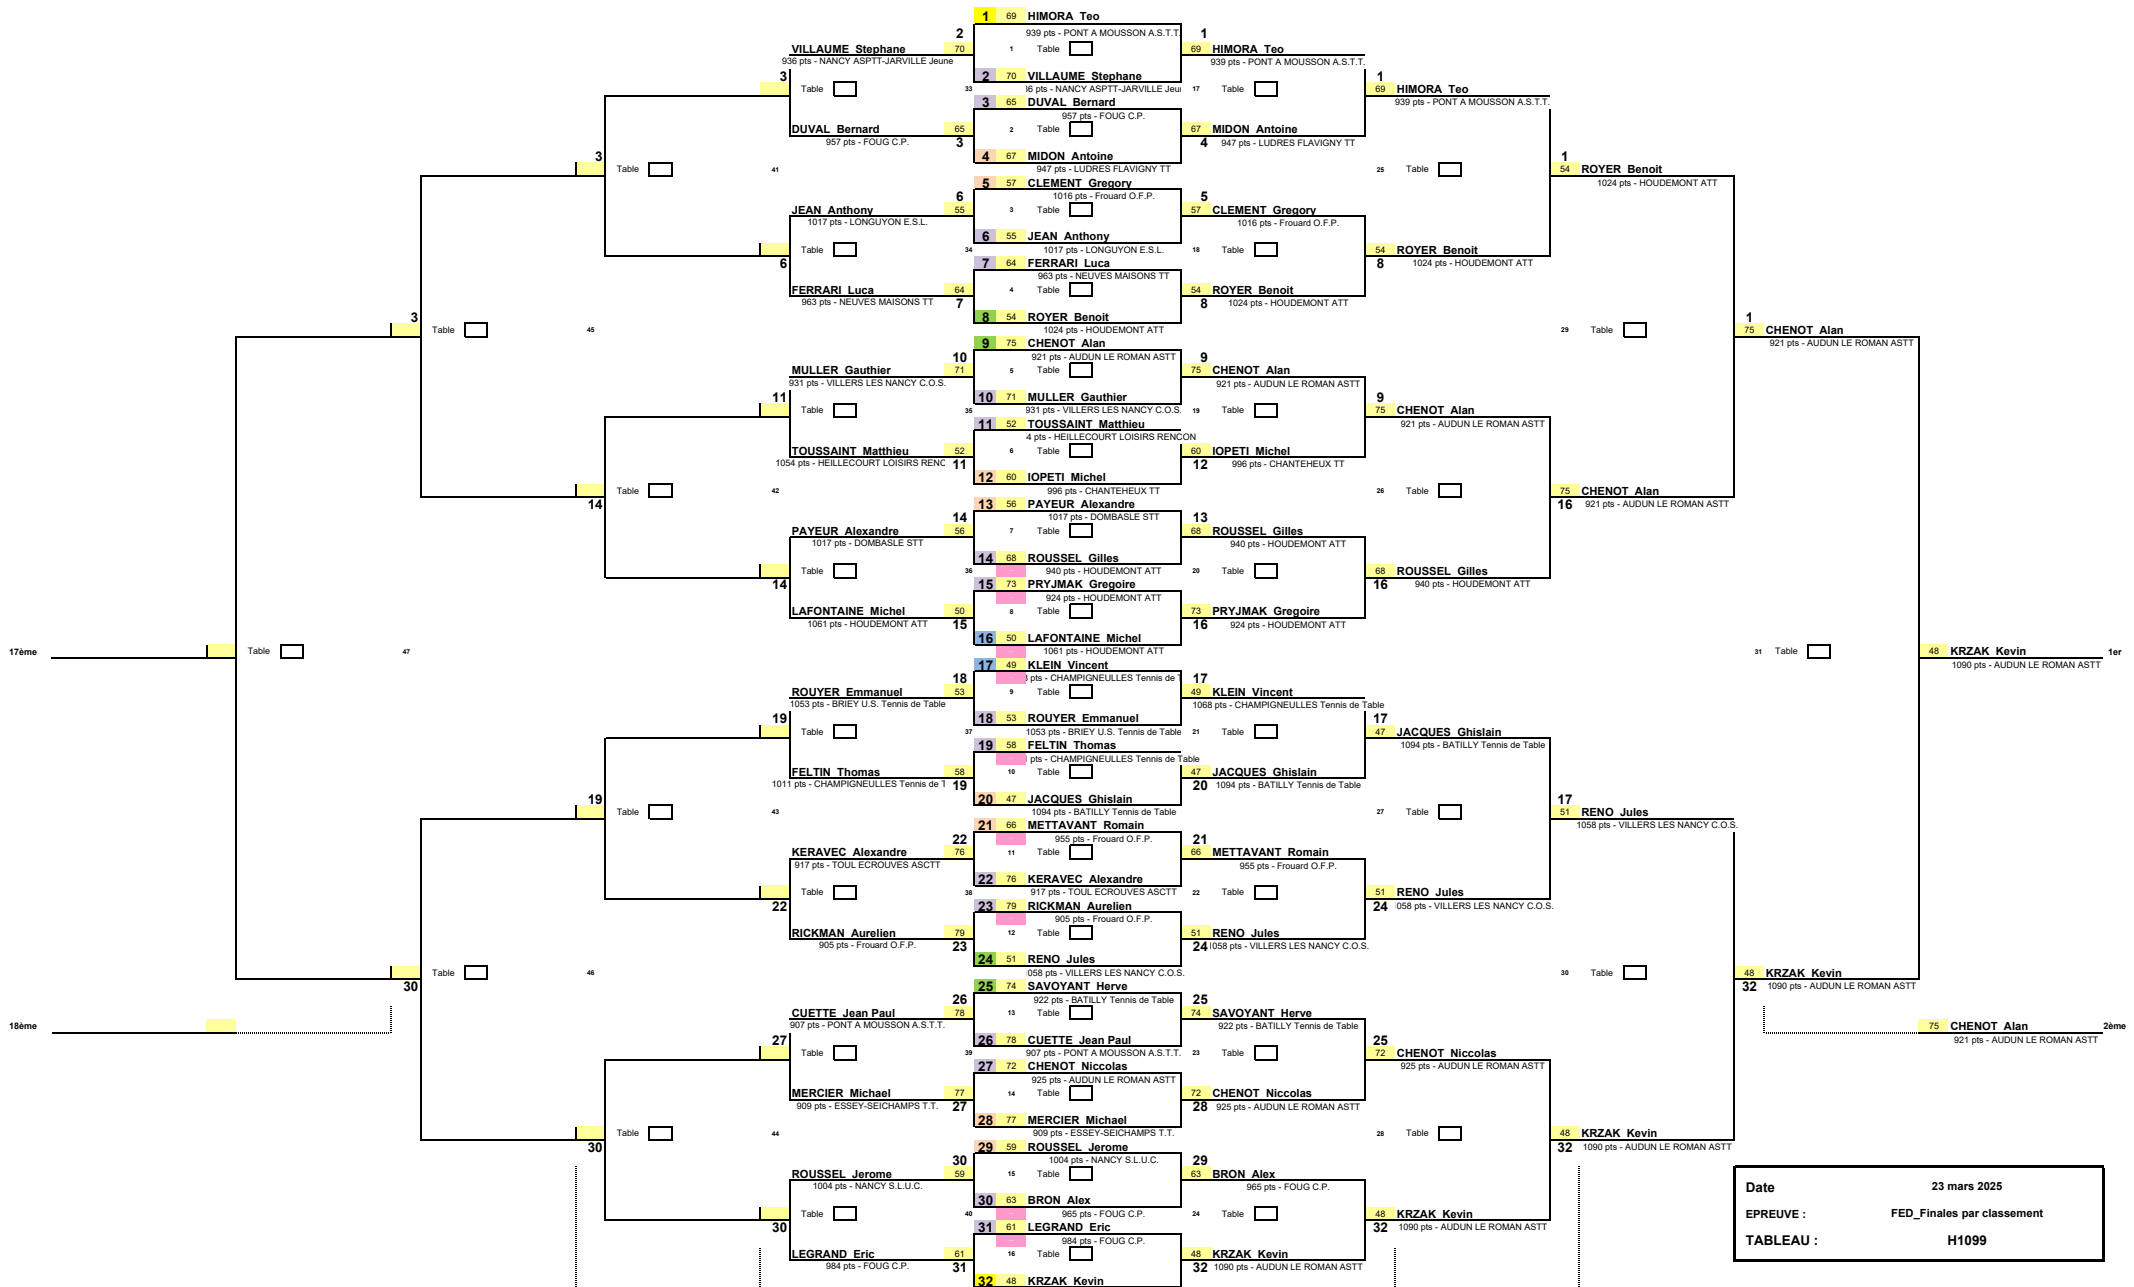 1 69 HIMORA Teo
939 pts - PONT A MOUSSON A.S.T.T.
1 Table
2 70 VILLAUME Stephane
36 pts - NANCY ASPTT-JARVILLE Jeu
3 65 DUVAL Bernard
957 pts - FOUG C.P.
2 Table
4 67 MIDON Antoine
947 pts - LUDRES FLAVIGNY TT
5 57 CLEMENT Gregory
1016 pts - Frouard O.F.P.
3 Table
6 55 JEAN Anthony
1017 pts - LONGUYON E.S.L.
7 64 FERRARI Luca
963 pts - NEUVES MAISONS TT
4 Table
8 54 ROYER Benoit
1024 pts - HOUDEMONT ATT
9 75 CHENOT Alan
921 pts - AUDUN LE ROMAN ASTT
5 Table
10 71 MULLER Gauthier
931 pts - VILLERS LES NANCY C.O.S.
11 52 TOUSSAINT Matthieu
4 pts - HEILLECOURT LOISIRS RENCON
6 Table
12 60 IOPETI Michel
996 pts - CHANTEHEUX TT
13 56 PAYEUR Alexandre
1017 pts - DOMBASLE STT
7 Table
14 68 ROUSSEL Gilles
940 pts - HOUDEMONT ATT
15 73 PRYJMAK Gregoire
924 pts - HOUDEMONT ATT
8 Table
16 50 LAFONTAINE Michel
1061 pts - HOUDEMONT ATT
17 49 KLEIN Vincent
pts - CHAMPIGNEULLES Tennis de T
9 Table
18 53 ROUYER Emmanuel
1053 pts - BRIEY U.S. Tennis de Table
19 58 FELTIN Thomas
pts - CHAMPIGNEULLES Tennis de Table
10 Table
20 47 JACQUES Ghislain
1094 pts - BATILLY Tennis de Table
21 66 METTAVANT Romain
955 pts - Frouard O.F.P.
11 Table
22 76 KERAVEC Alexandre
917 pts - TOUL ECROUVES ASCTT
23 79 RICKMAN Aurelien
905 pts - Frouard O.F.P.
12 Table
24 51 RENO Jules
058 pts - VILLERS LES NANCY C.O.S.
25 74 SAVOYANT Herve
922 pts - BATILLY Tennis de Table
13 Table
26 78 CUETTE Jean Paul
907 pts - PONT A MOUSSON A.S.T.T.
27 72 CHENOT Niccolas
925 pts - AUDUN LE ROMAN ASTT
14 Table
28 77 MERCIER Michael
909 pts - ESSEY-SEICHAMPS T.T.
29 59 ROUSSEL Jerome
1004 pts - NANCY S.L.U.C.
15 Table
30 63 BRON Alex
965 pts - FOUG C.P.
31 61 LEGRAND Eric
984 pts - FOUG C.P.
16 Table
32 48 KRZAK Kevin
1
69 HIMORA Teo
939 pts - PONT A MOUSSON A.S.T.T.
17 Table
67 MIDON Antoine
4 947 pts - LUDRES FLAVIGNY TT
5
57 CLEMENT Gregory
1016 pts - Frouard O.F.P.
18 Table
54 ROYER Benoit
8 1024 pts - HOUDEMONT ATT
9
75 CHENOT Alan
921 pts - AUDUN LE ROMAN ASTT
19 Table
60 IOPETI Michel
12 996 pts - CHANTEHEUX TT
13
68 ROUSSEL Gilles
940 pts - HOUDEMONT ATT
20 Table
73 PRYJMAK Gregoire
16 924 pts - HOUDEMONT ATT
17
49 KLEIN Vincent
1068 pts - CHAMPIGNEULLES Tennis de Table
21 Table
47 JACQUES Ghislain
20 1094 pts - BATILLY Tennis de Table
21
66 METTAVANT Romain
955 pts - Frouard O.F.P.
22 Table
51 RENO Jules
24 1058 pts - VILLERS LES NANCY C.O.S.
25
74 SAVOYANT Herve
922 pts - BATILLY Tennis de Table
23 Table
72 CHENOT Niccolas
28 925 pts - AUDUN LE ROMAN ASTT
29
63 BRON Alex
965 pts - FOUG C.P.
24 Table
48 KRZAK Kevin
32 1090 pts - AUDUN LE ROMAN ASTT
1
69 HIMORA Teo
939 pts - PONT A MOUSSON A.S.T.T.
25 Table
54 ROYER Benoit
8 1024 pts - HOUDEMONT ATT
9
75 CHENOT Alan
921 pts - AUDUN LE ROMAN ASTT
26 Table
68 ROUSSEL Gilles
16 940 pts - HOUDEMONT ATT
17
47 JACQUES Ghislain
1094 pts - BATILLY Tennis de Table
27 Table
51 RENO Jules
24 058 pts - VILLERS LES NANCY C.O.S.
25
72 CHENOT Niccolas
925 pts - AUDUN LE ROMAN ASTT
28 Table
48 KRZAK Kevin
32 1090 pts - AUDUN LE ROMAN ASTT
1
54 ROYER Benoit
1024 pts - HOUDEMONT ATT
29 Table
75 CHENOT Alan
16 921 pts - AUDUN LE ROMAN ASTT
17
51 RENO Jules
1058 pts - VILLERS LES NANCY C.O.S.
30 Table
48 KRZAK Kevin
32 1090 pts - AUDUN LE ROMAN ASTT
1
75 CHENOT Alan
921 pts - AUDUN LE ROMAN ASTT
31 Table
48 KRZAK Kevin
32 1090 pts - AUDUN LE ROMAN ASTT
48 KRZAK Kevin 1er
1090 pts - AUDUN LE ROMAN ASTT
75 CHENOT Alan 2ème
921 pts - AUDUN LE ROMAN ASTT
2
VILLAUME Stephane 70
936 pts - NANCY ASPTT-JARVILLE Jeune
Table 33
DUVAL Bernard 65
957 pts - FOUG C.P. 3
6
JEAN Anthony 55
1017 pts - LONGUYON E.S.L.
Table 34
FERRARI Luca 64
963 pts - NEUVES MAISONS TT 7
10
MULLER Gauthier 71
931 pts - VILLERS LES NANCY C.O.S.
Table 35
TOUSSAINT Matthieu 52
1054 pts - HEILLECOURT LOISIRS RENC 11
14
PAYEUR Alexandre 56
1017 pts - DOMBASLE STT
Table 36
LAFONTAINE Michel 50
1061 pts - HOUDEMONT ATT 15
18
ROUYER Emmanuel 53
1053 pts - BRIEY U.S. Tennis de Table
Table 37
FELTIN Thomas 58
1011 pts - CHAMPIGNEULLES Tennis de T 19
22
KERAVEC Alexandre 76
917 pts - TOUL ECROUVES ASCTT
Table 38
RICKMAN Aurelien 79
905 pts - Frouard O.F.P. 23
26
CUETTE Jean Paul 78
907 pts - PONT A MOUSSON A.S.T.T.
Table 39
MERCIER Michael 77
909 pts - ESSEY-SEICHAMPS T.T. 27
30
ROUSSEL Jerome 59
1004 pts - NANCY S.L.U.C.
Table 40
LEGRAND Eric 61
984 pts - FOUG C.P. 31
3
Table 41
6
11
Table 42
14
19
Table 43
22
27
Table 44
30
3
Table 45
14
19
Table 46
30
3
Table 47
30
17ème
18ème
Date 23 mars 2025
EPREUVE : FED_Finales par classement
TABLEAU : H1099